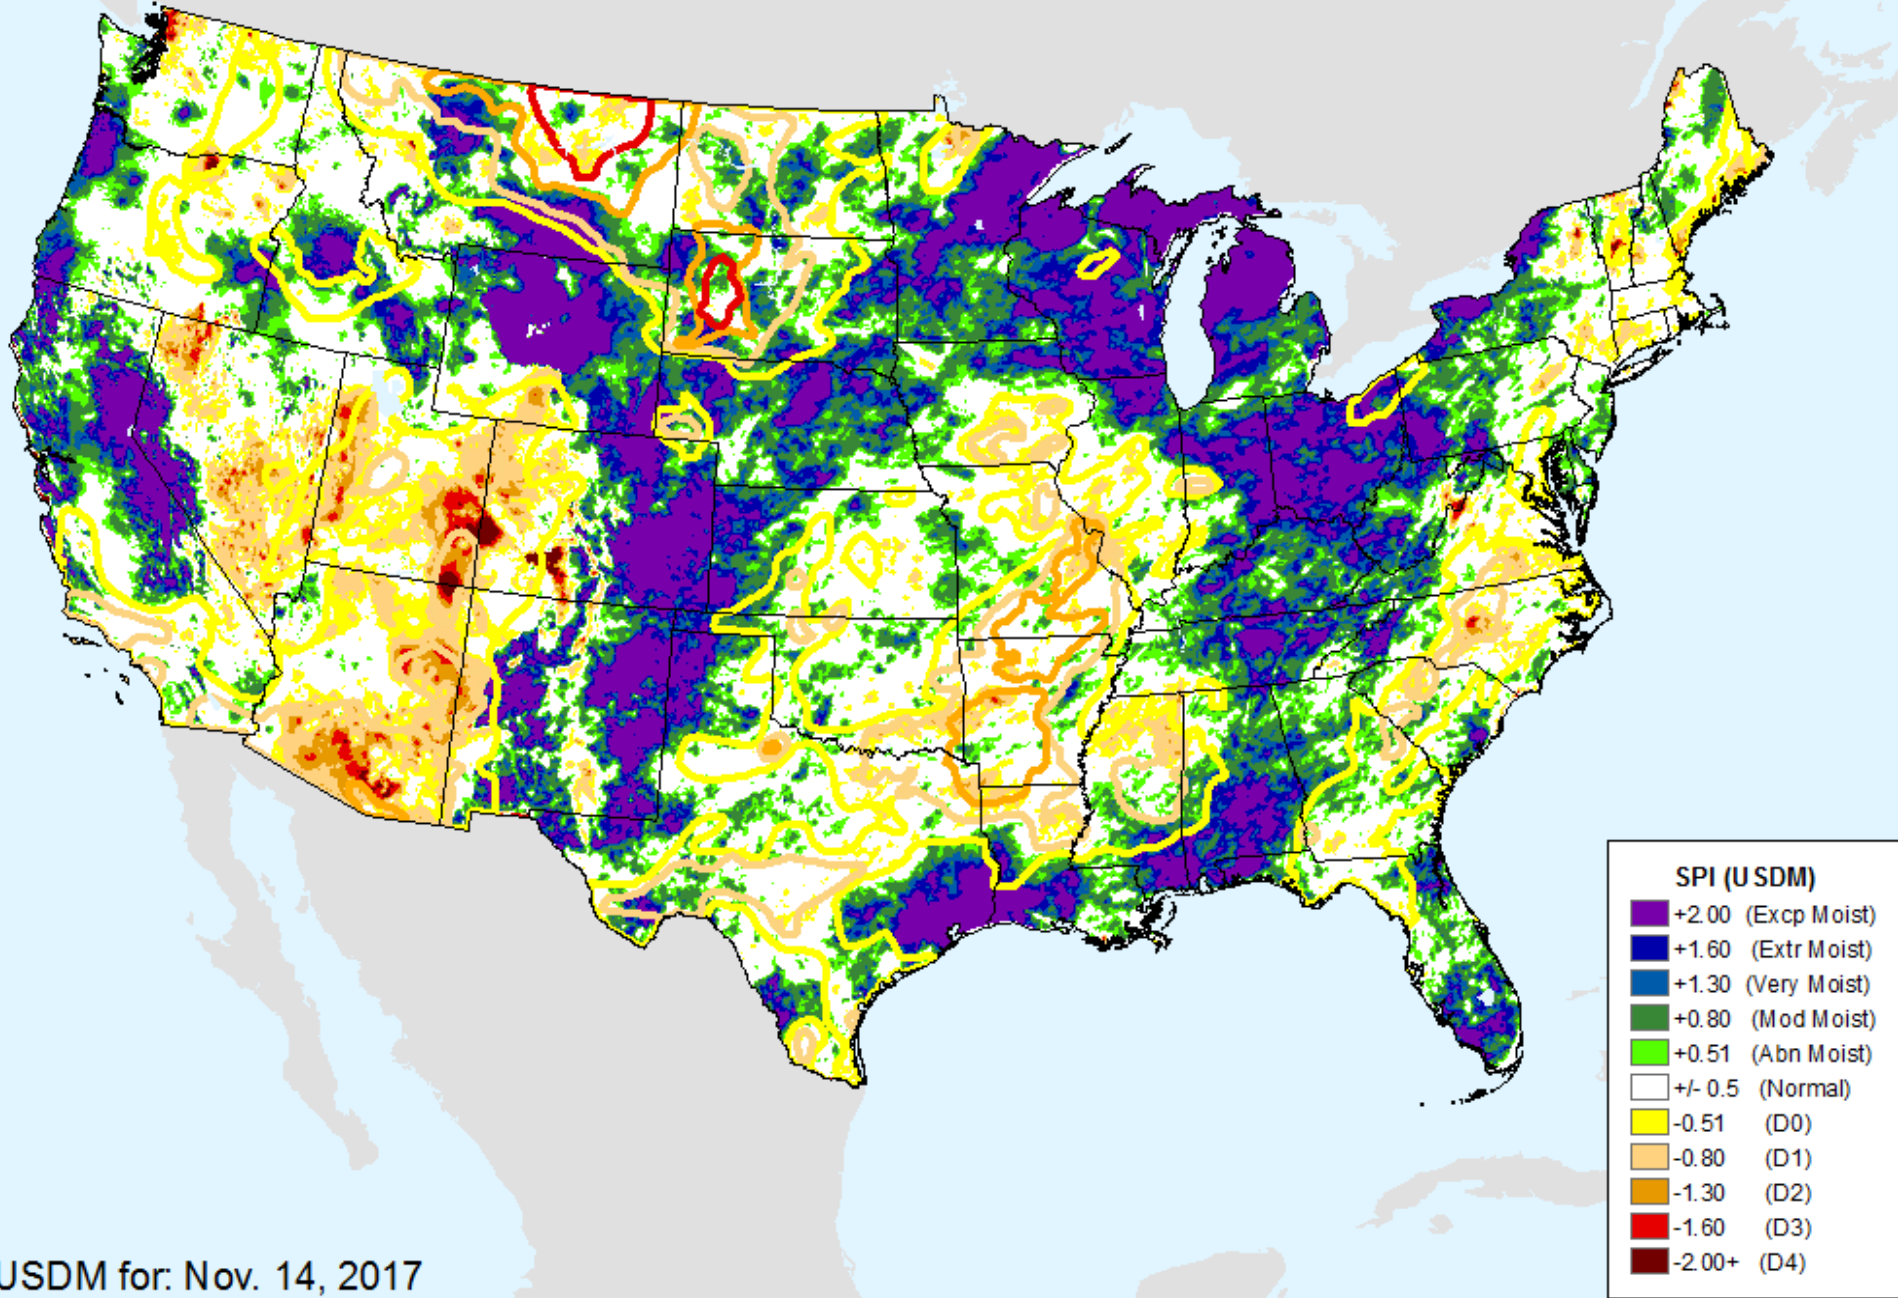 SPI (USDM)
+2.00 (Excp Moist)
+1.60 (Extr Moist)
+1.30 (Very Moist)
+0.80 (Mod Moist)
+0.51 (Abn Moist)
+/- 0.5 (Normal)
-0.51 (D0)
-0.80 (D1)
-1.30 (D2)
-1.60 (D3)
-2.00+ (D4)
USDM for: Nov. 14, 2017